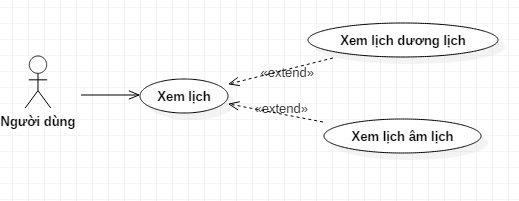 Xem lịch dương lịch
«extend»
Xem lịch
«extend»
Người dùng
Xem lịch âm lịch